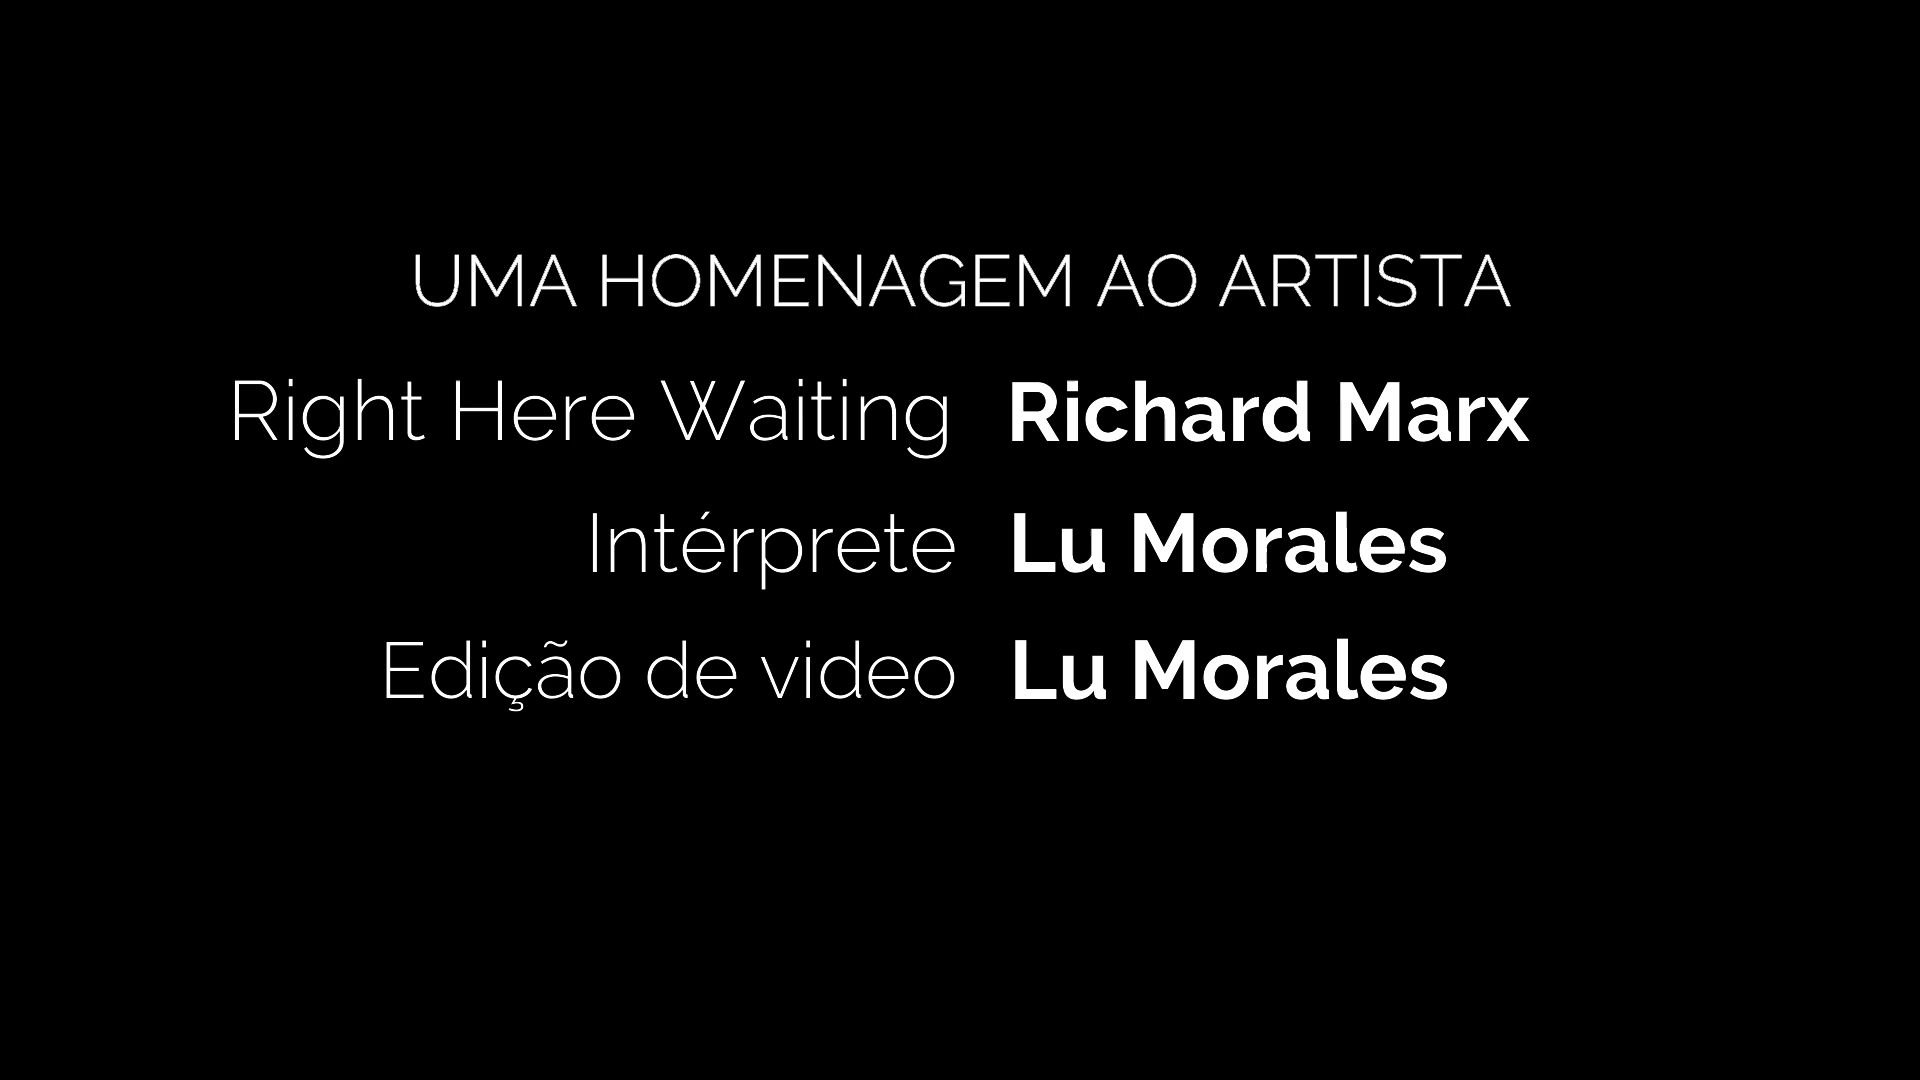 UMA HOMENAGEM AO ARTISTA
Right Here Waiting Richard Marx
Intérprete Lu Morales
Edição de video Lu Morales